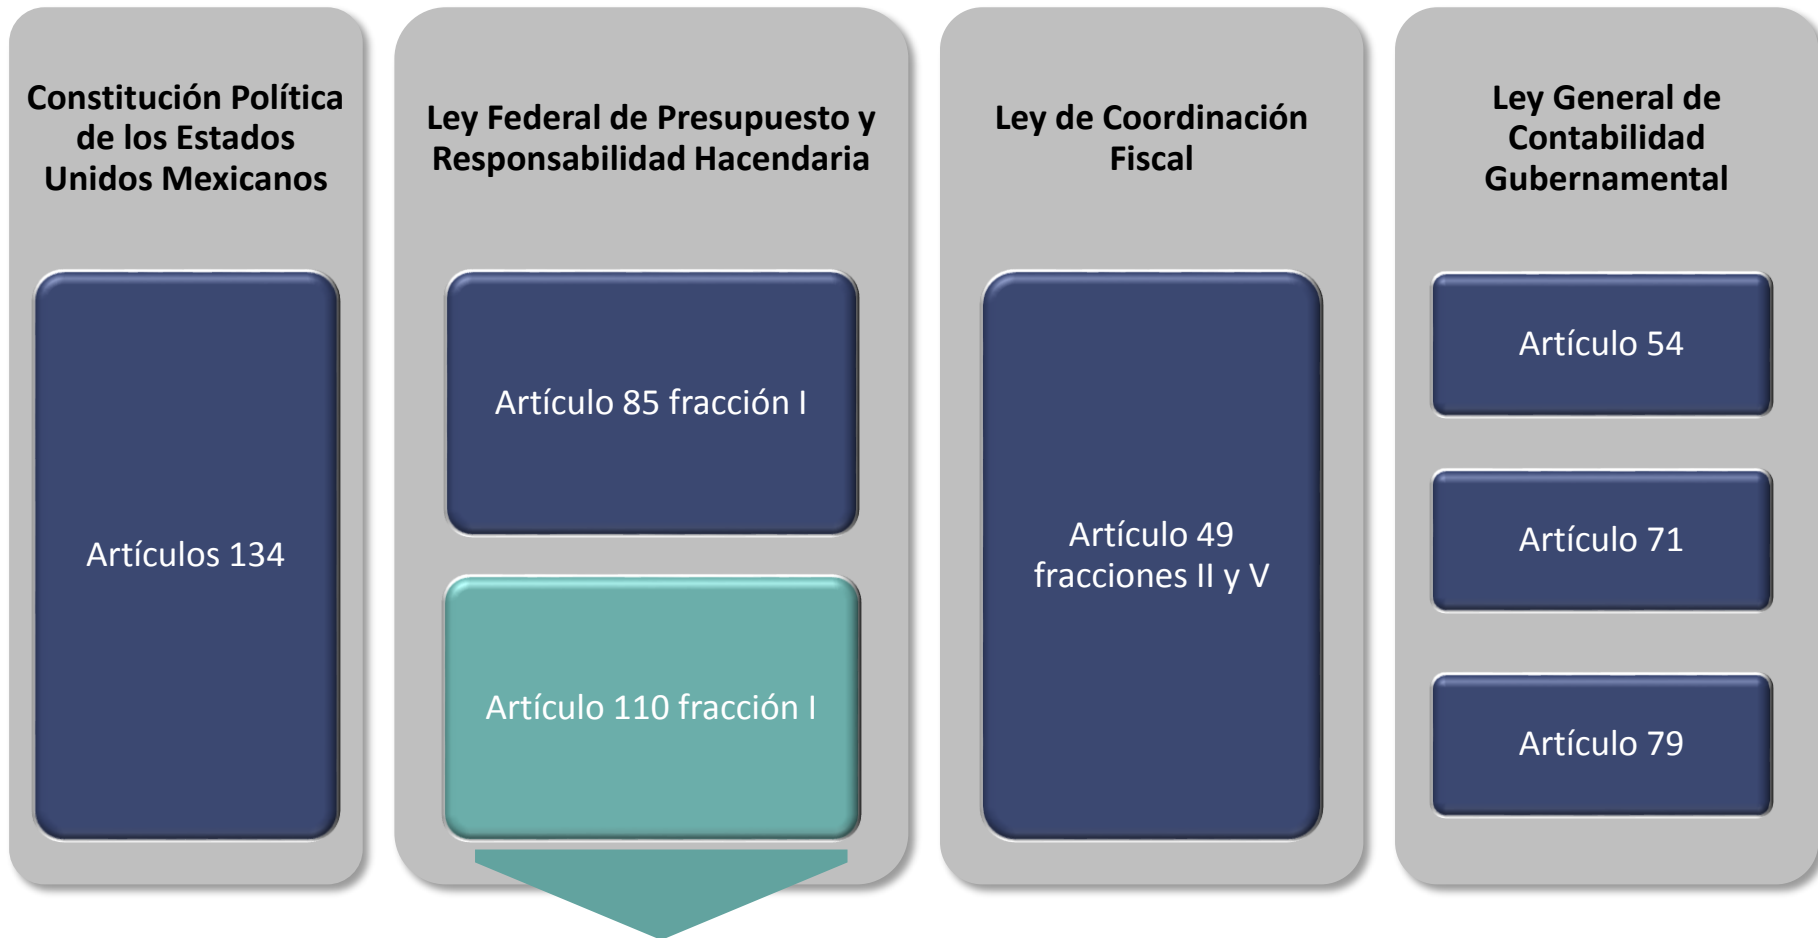 Constitución Política
de los Estados
Unidos Mexicanos
Artículos 134
Ley Federal de Presupuesto y
Responsabilidad Hacendaria
Artículo 85 fracción I
Artículo 110 fracción I
Ley de Coordinación
Fiscal
Artículo 49
fracciones II y V
Ley General de
Contabilidad
Gubernamental
Artículo 54
Artículo 71
Artículo 79